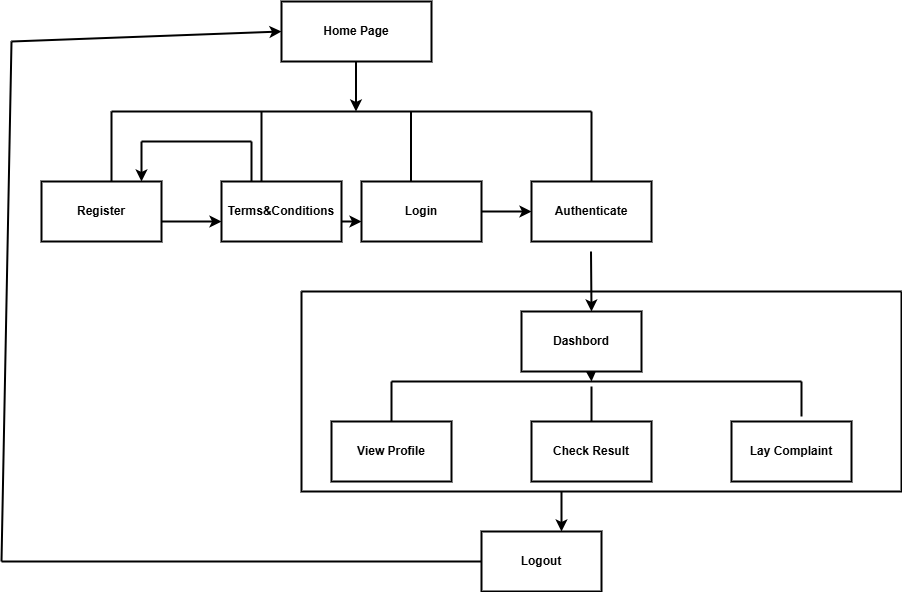 Home Page
Register
Terms&Conditions
Login
Authenticate
Dashbord
View Profile
Check Result
Lay Complaint
Logout